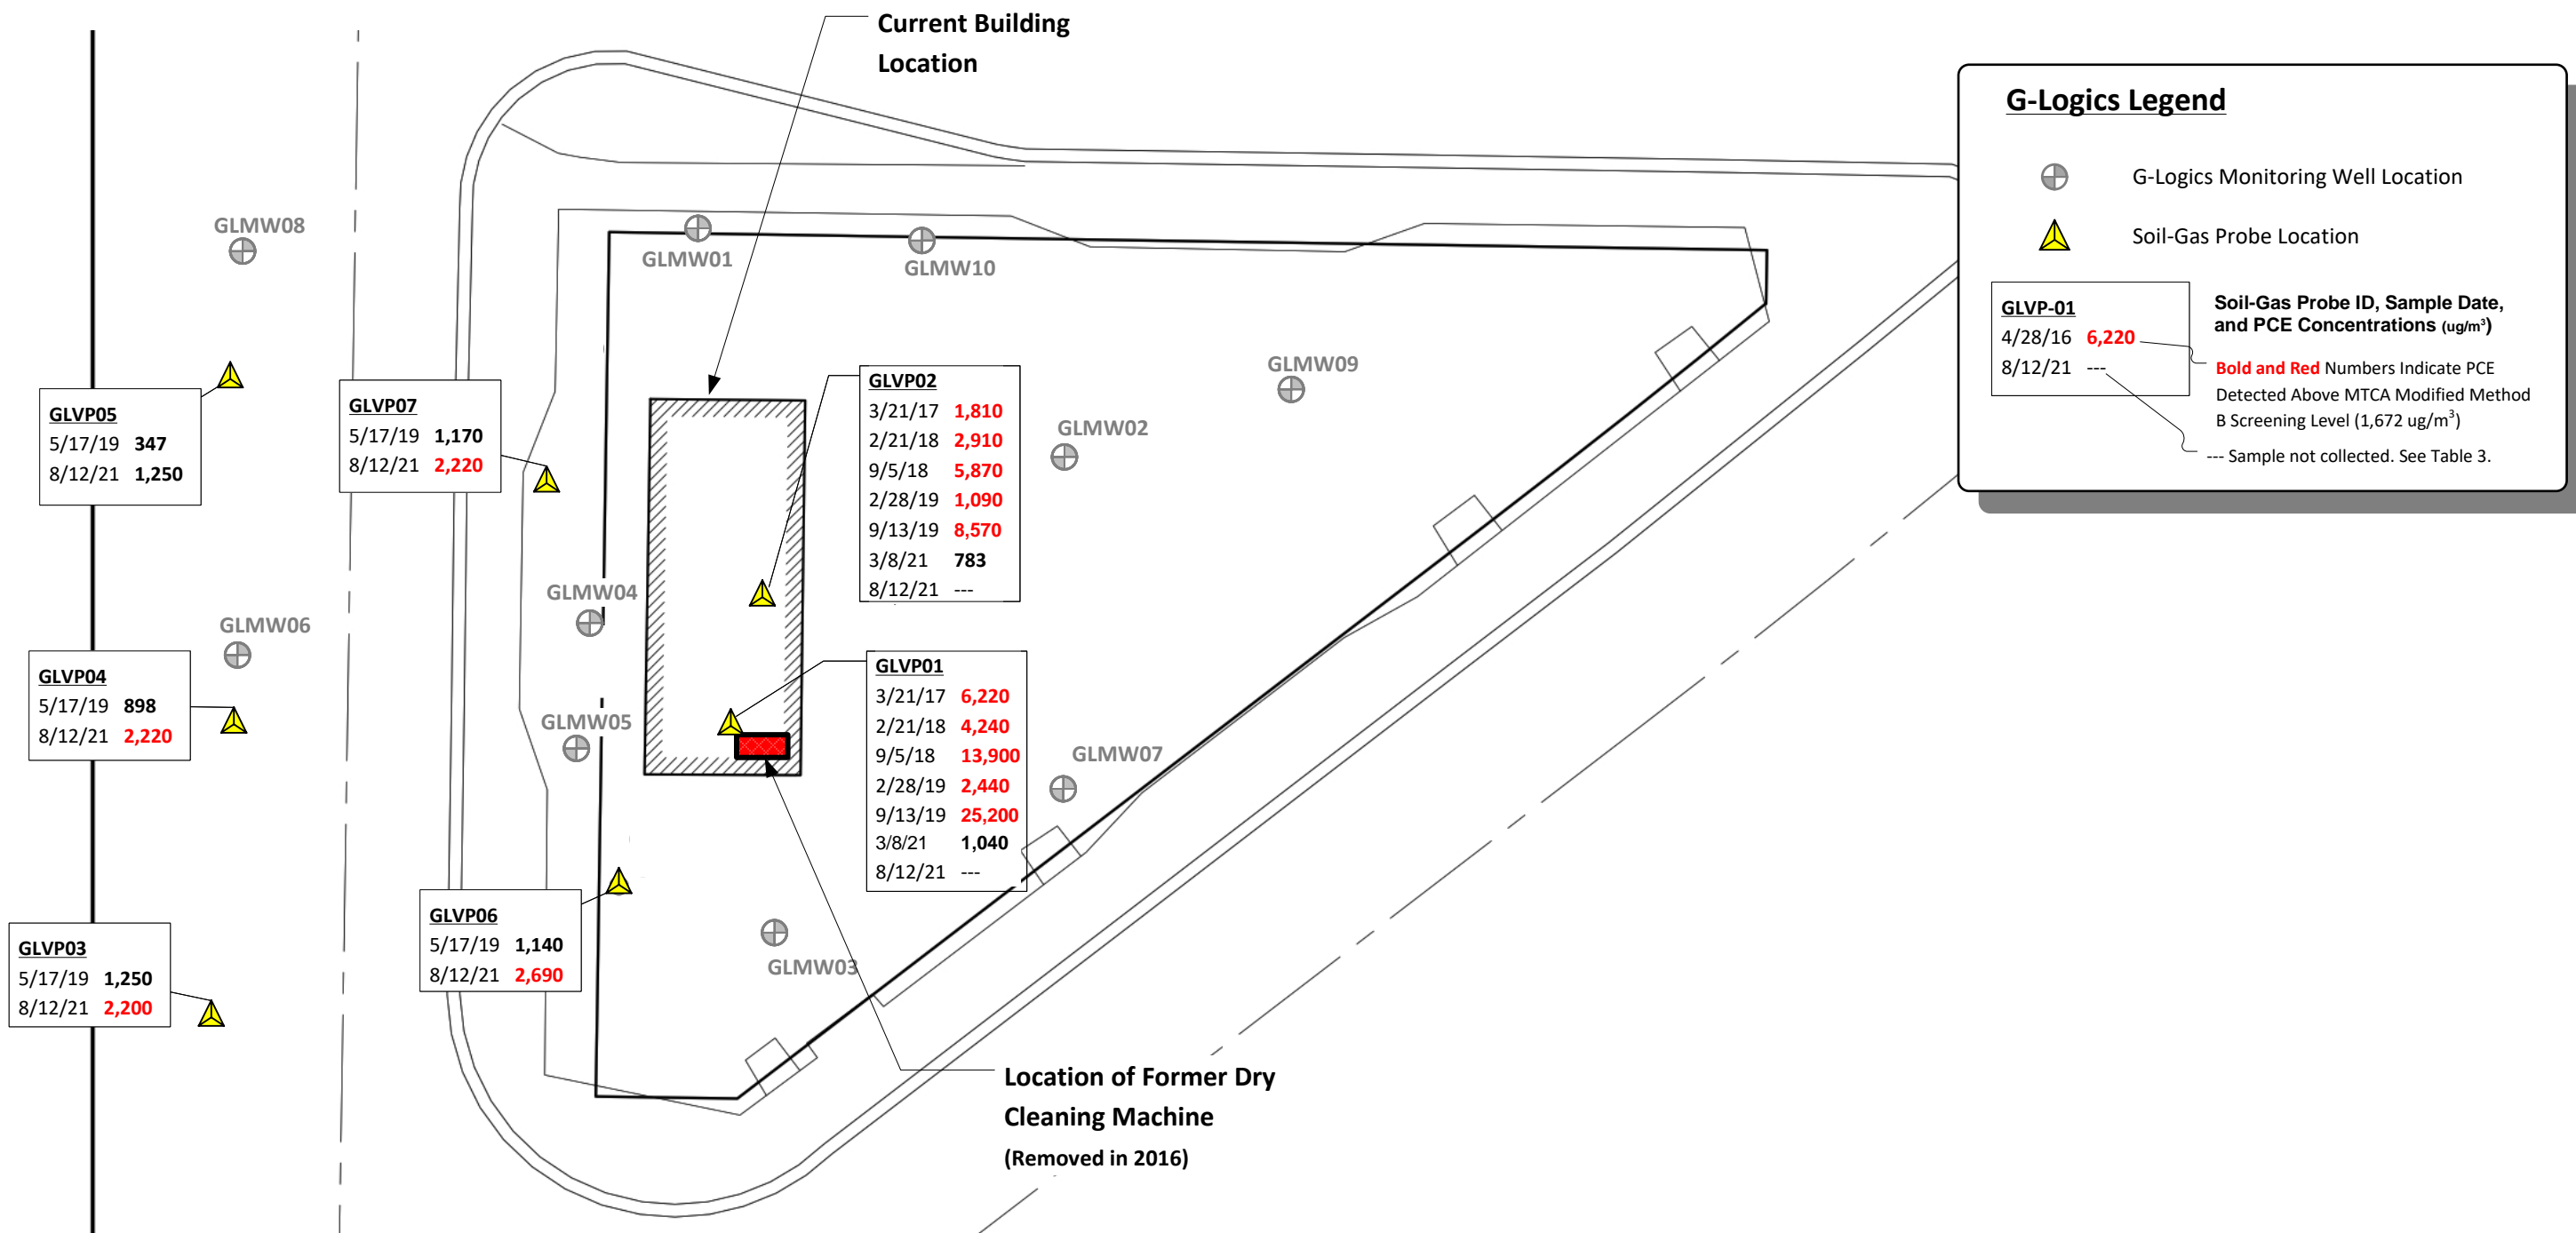 Current Building
Location
G-Logics Legend
G-Logics Monitoring Well Location
Soil-Gas Probe Location
GLVP-01
4/28/16 6,220
8/12/21 ---
Soil-Gas Probe ID, Sample Date,
and PCE Concentrations (ug/m³)
Bold and Red Numbers Indicate PCE
Detected Above MTCA Modified Method
B Screening Level (1,672 ug/m³)
--- Sample not collected. See Table 3.
GLMW08
GLMW01
GLMW10
GLMW09
GLMW02
GLVP05
5/17/19 347
8/12/21 1,250
GLVP07
5/17/19 1,170
8/12/21 2,220
GLVP02
3/21/17 1,810
2/21/18 2,910
9/5/18 5,870
2/28/19 1,090
9/13/19 8,570
3/8/21 783
8/12/21 ---
GLMW04
GLMW06
GLVP04
5/17/19 898
8/12/21 2,220
GLMW05
GLVP01
3/21/17 6,220
2/21/18 4,240
9/5/18 13,900
2/28/19 2,440
9/13/19 25,200
3/8/21 1,040
8/12/21 ---
GLMW07
GLVP06
5/17/19 1,140
8/12/21 2,690
GLMW03
GLVP03
5/17/19 1,250
8/12/21 2,200
Location of Former Dry
Cleaning Machine
(Removed in 2016)